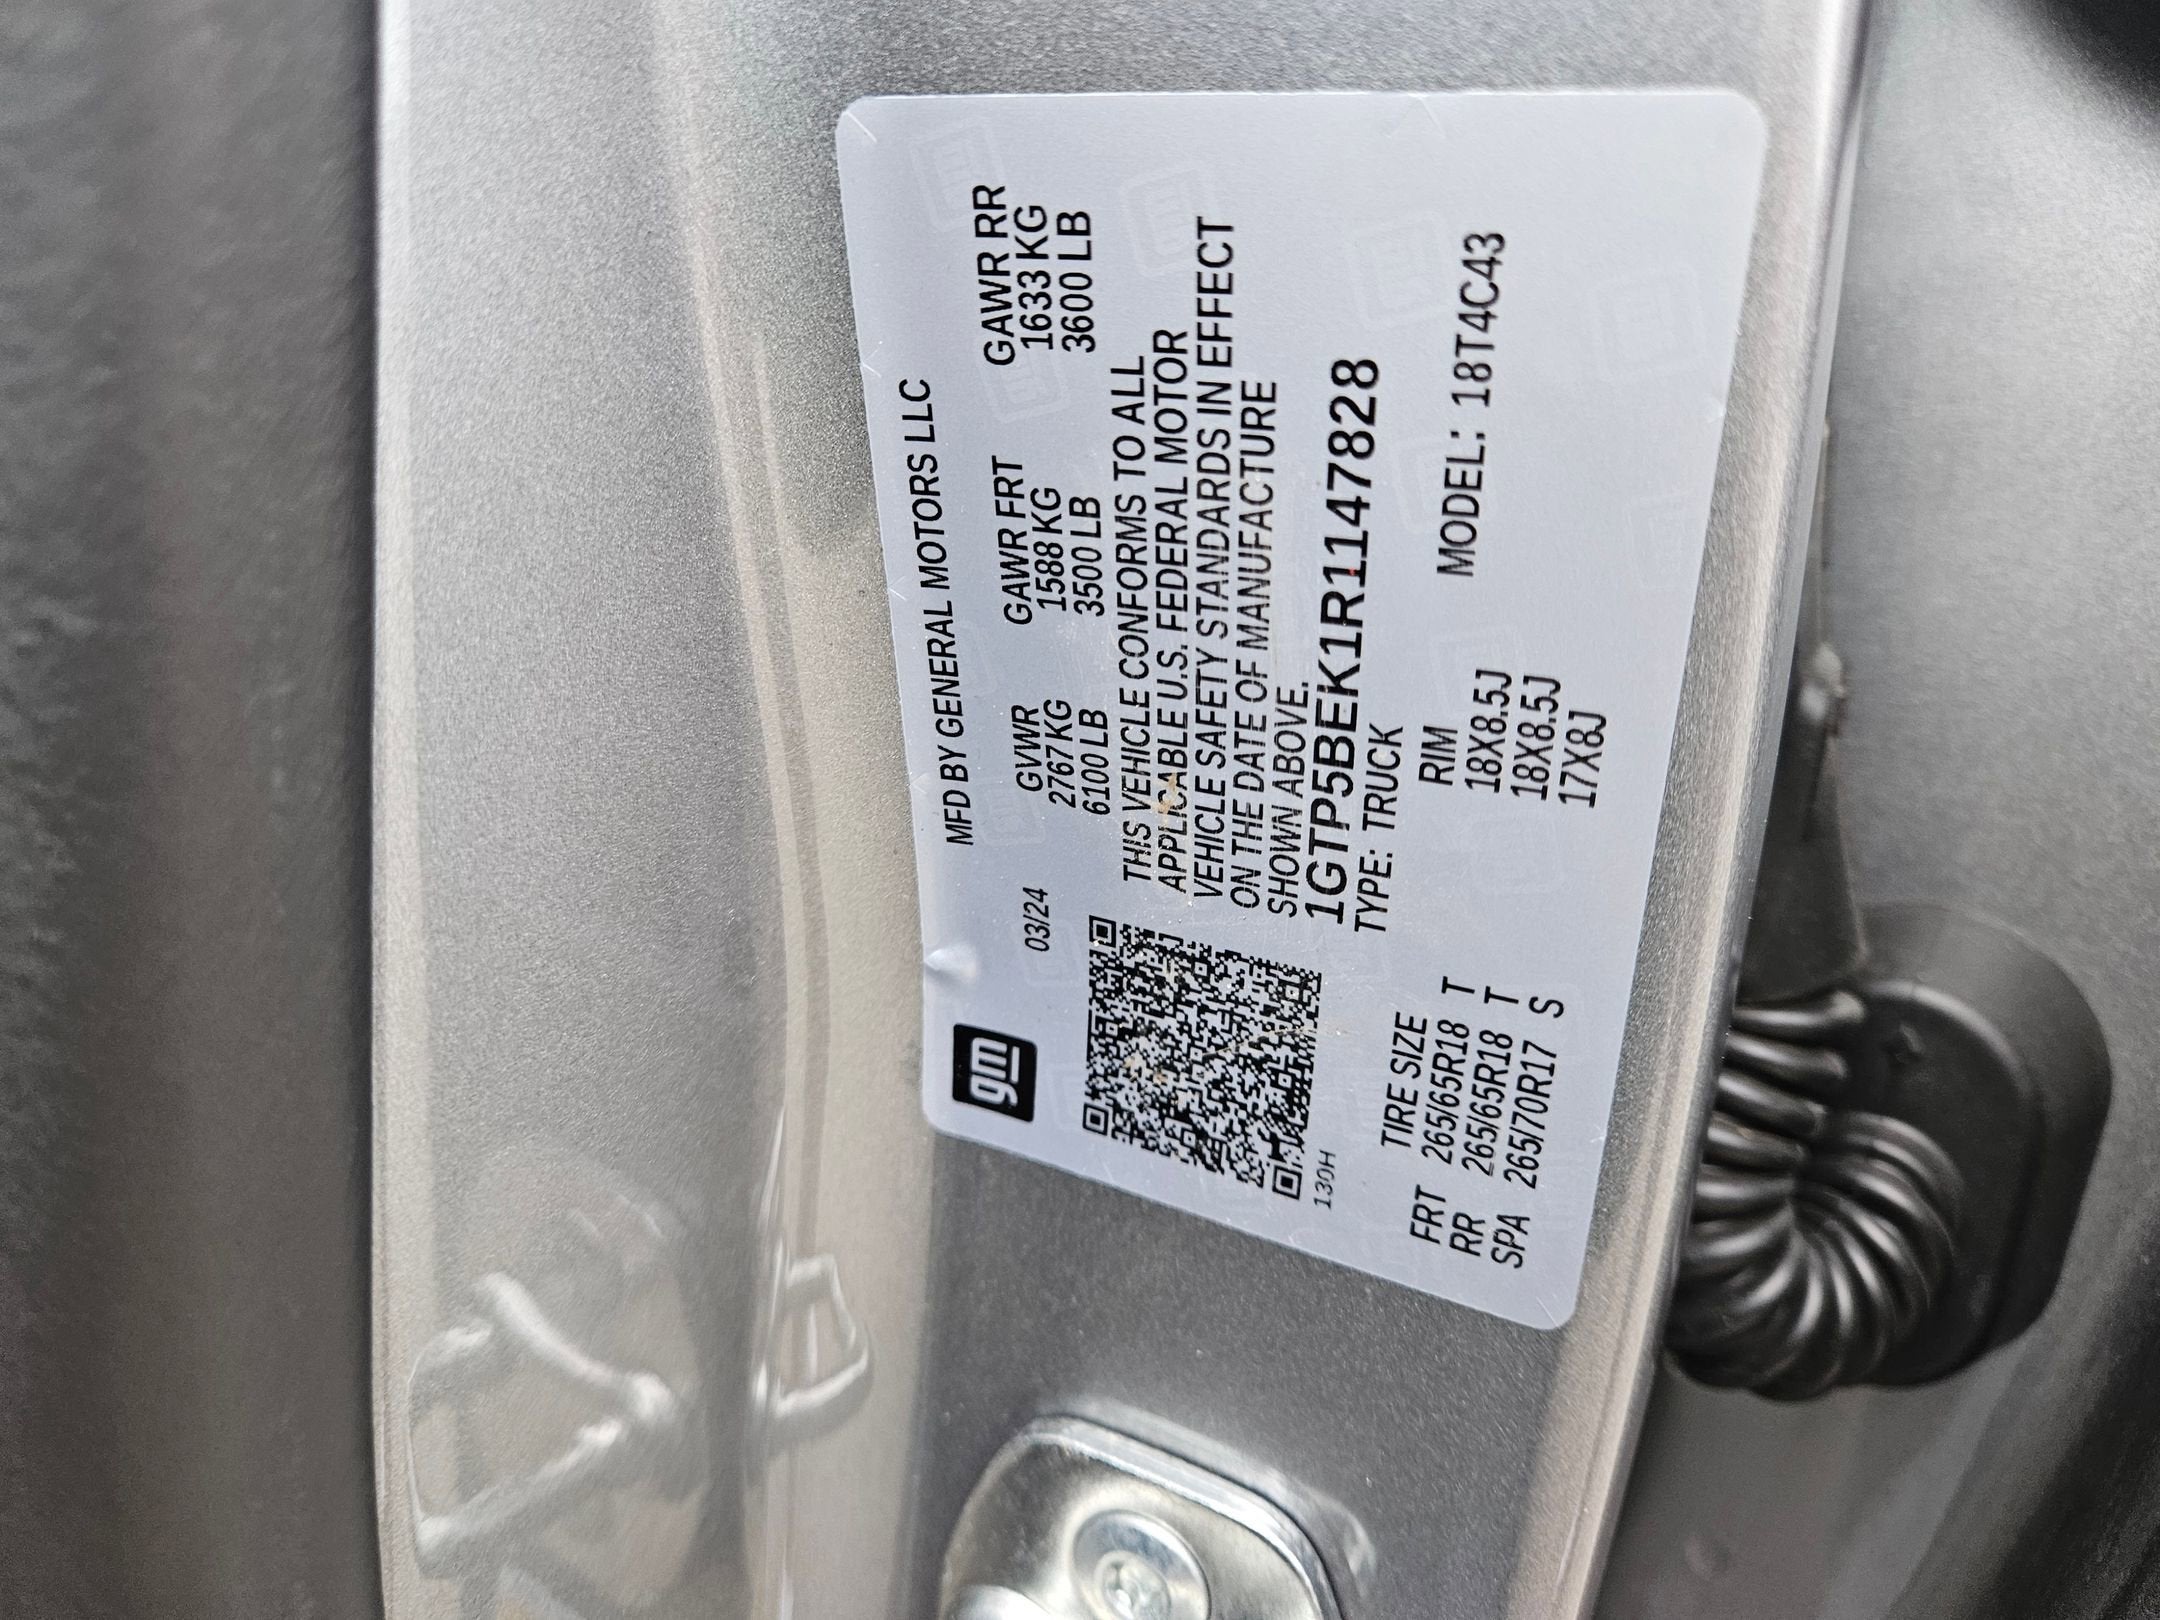 gm
MFD BY GENERAL MOTORS LLC
03/24
GVWR GAWR FRT GAWR RR
2767 KG 1588 KG 1633 KG
6100 LB 3500 LB 3600 LB
THIS VEHICLE CONFORMS TO ALL
APPLICABLE U.S. FEDERAL MOTOR
VEHICLE SAFETY STANDARDS IN EFFECT
ON THE DATE OF MANUFACTURE
SHOWN ABOVE.
1GTP5BEK1R1147828
130H
TYPE: TRUCK MODEL: 18T4C43
TIRE SIZE RIM
FRT 265/65R18 T 18X8.5J
RR 265/65R18 T 18X8.5J
SPA 265/70R17 S 17X8J